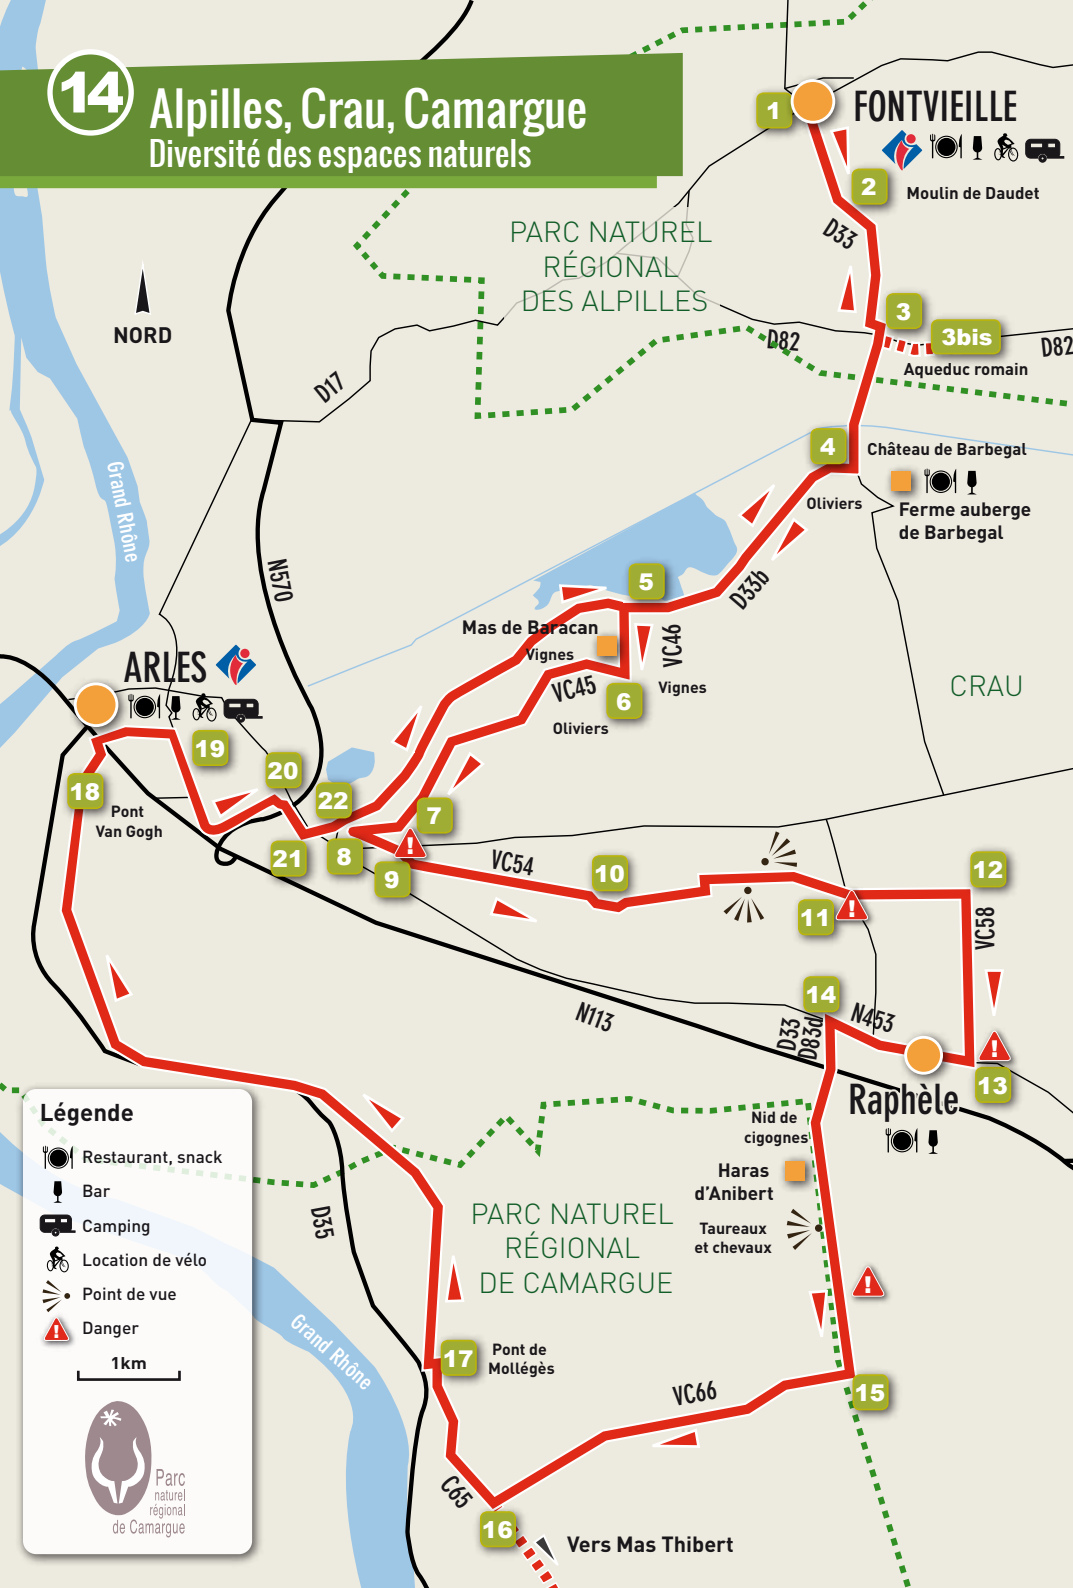 14
Alpilles, Crau, Camargue
Diversité des espaces naturels
1
FONTVIEILLE
2
Moulin de Daudet
D33
PARC NATUREL
RÉGIONAL
DES ALPILLES
NORD
3
3bis
D82
D82
Aqueduc romain
D17
4
Château de Barbegal
Oliviers
Ferme auberge
de Barbegal
Grand Rhône
N570
5
D33b
Mas de Baracan
Vignes
VC46
VC45
Vignes
6
Oliviers
CRAU
ARLES
19
20
18
Pont
Van Gogh
22
7
21
8
9
VC54
10
11
12
VC58
14
N453
D33
D83d
N113
13
Raphèle
Nid de
cigognes
Haras
d'Anibert
Taureaux
et chevaux
PARC NATUREL
RÉGIONAL
DE CAMARGUE
D35
Grand Rhône
17
Pont de
Mollégès
15
VC66
C65
16
Vers Mas Thibert
Légende
Restaurant, snack
Bar
Camping
Location de vélo
Point de vue
Danger
1km
Parc
naturel
régional
de Camargue